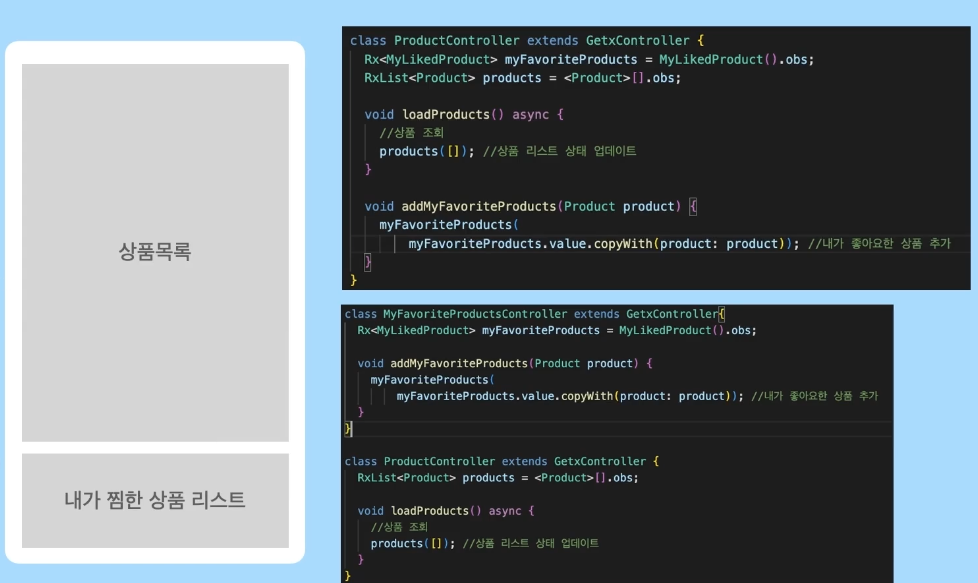 상품목록
내가 찜한 상품 리스트
class ProductController extends GetxController {
Rx<MyLikedProduct> myFavoriteProducts = MyLikedProduct().obs;
RxList<Product> products = <Product>[].obs;
void loadProducts() async {
//상품 조회
products([]); //상품 리스트 상태 업데이트
}
void addMyFavoriteProducts(Product product) {
myFavoriteProducts(
myFavoriteProducts.value.copyWith(product: product)); //내가 좋아요한 상품 추가
}
}
class MyFavoriteProductsController extends GetxController{
Rx<MyLikedProduct> myFavoriteProducts = MyLikedProduct().obs;
void addMyFavoriteProducts(Product product) {
myFavoriteProducts(
myFavoriteProducts.value.copyWith(product: product)); //내가 좋아요한 상품 추가
}
}
class ProductController extends GetxController {
RxList<Product> products = <Product>[].obs;
void loadProducts() async {
//상품 조회
products([]); //상품 리스트 상태 업데이트
}
}